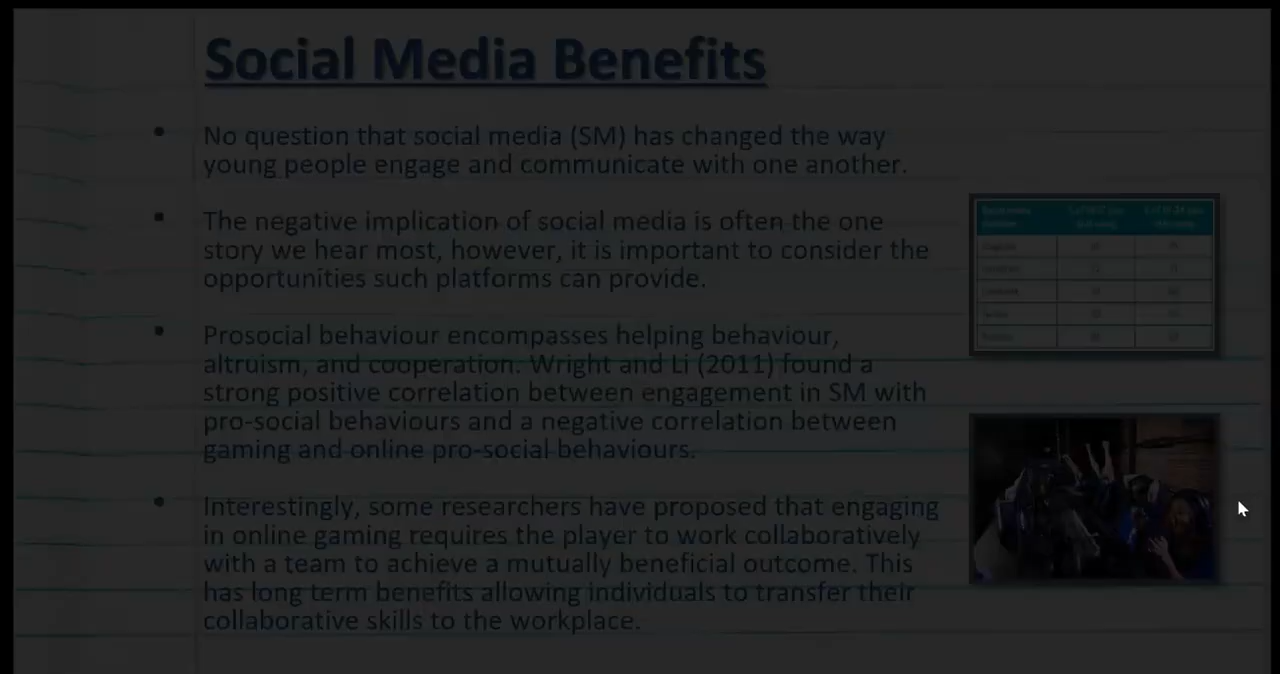 Social Media Benefits
• No question that social media (SM) has changed the way
young people engage and communicate with one another.
• The negative implication of social media is often the one
story we hear most, however, it is important to consider the
opportunities such platforms can provide.
• Prosocial behaviour encompasses helping behaviour,
altruism, and cooperation. Wright and Li (2011) found a
strong positive correlation between engagement in SM with
pro-social behaviours and a negative correlation between
gaming and online pro-social behaviours.
• Interestingly, some researchers have proposed that engaging
in online gaming requires the player to work collaboratively
with a team to achieve a mutually beneficial outcome. This
has long term benefits allowing individuals to transfer their
collaborative skills to the workplace.